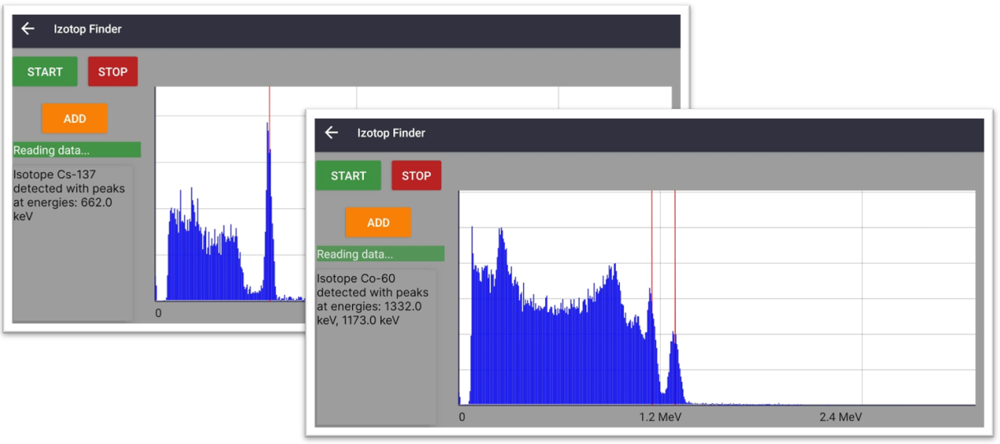 Izotop Finder
START STOP
ADD
Reading data...
Isotope Cs-137
detected with peaks
at energies: 662.0
keV
0
Izotop Finder
START STOP
ADD
Reading data...
Isotope Co-60
detected with peaks
at energies: 1332.0
keV, 1173.0 keV
0 1.2 MeV 2.4 MeV